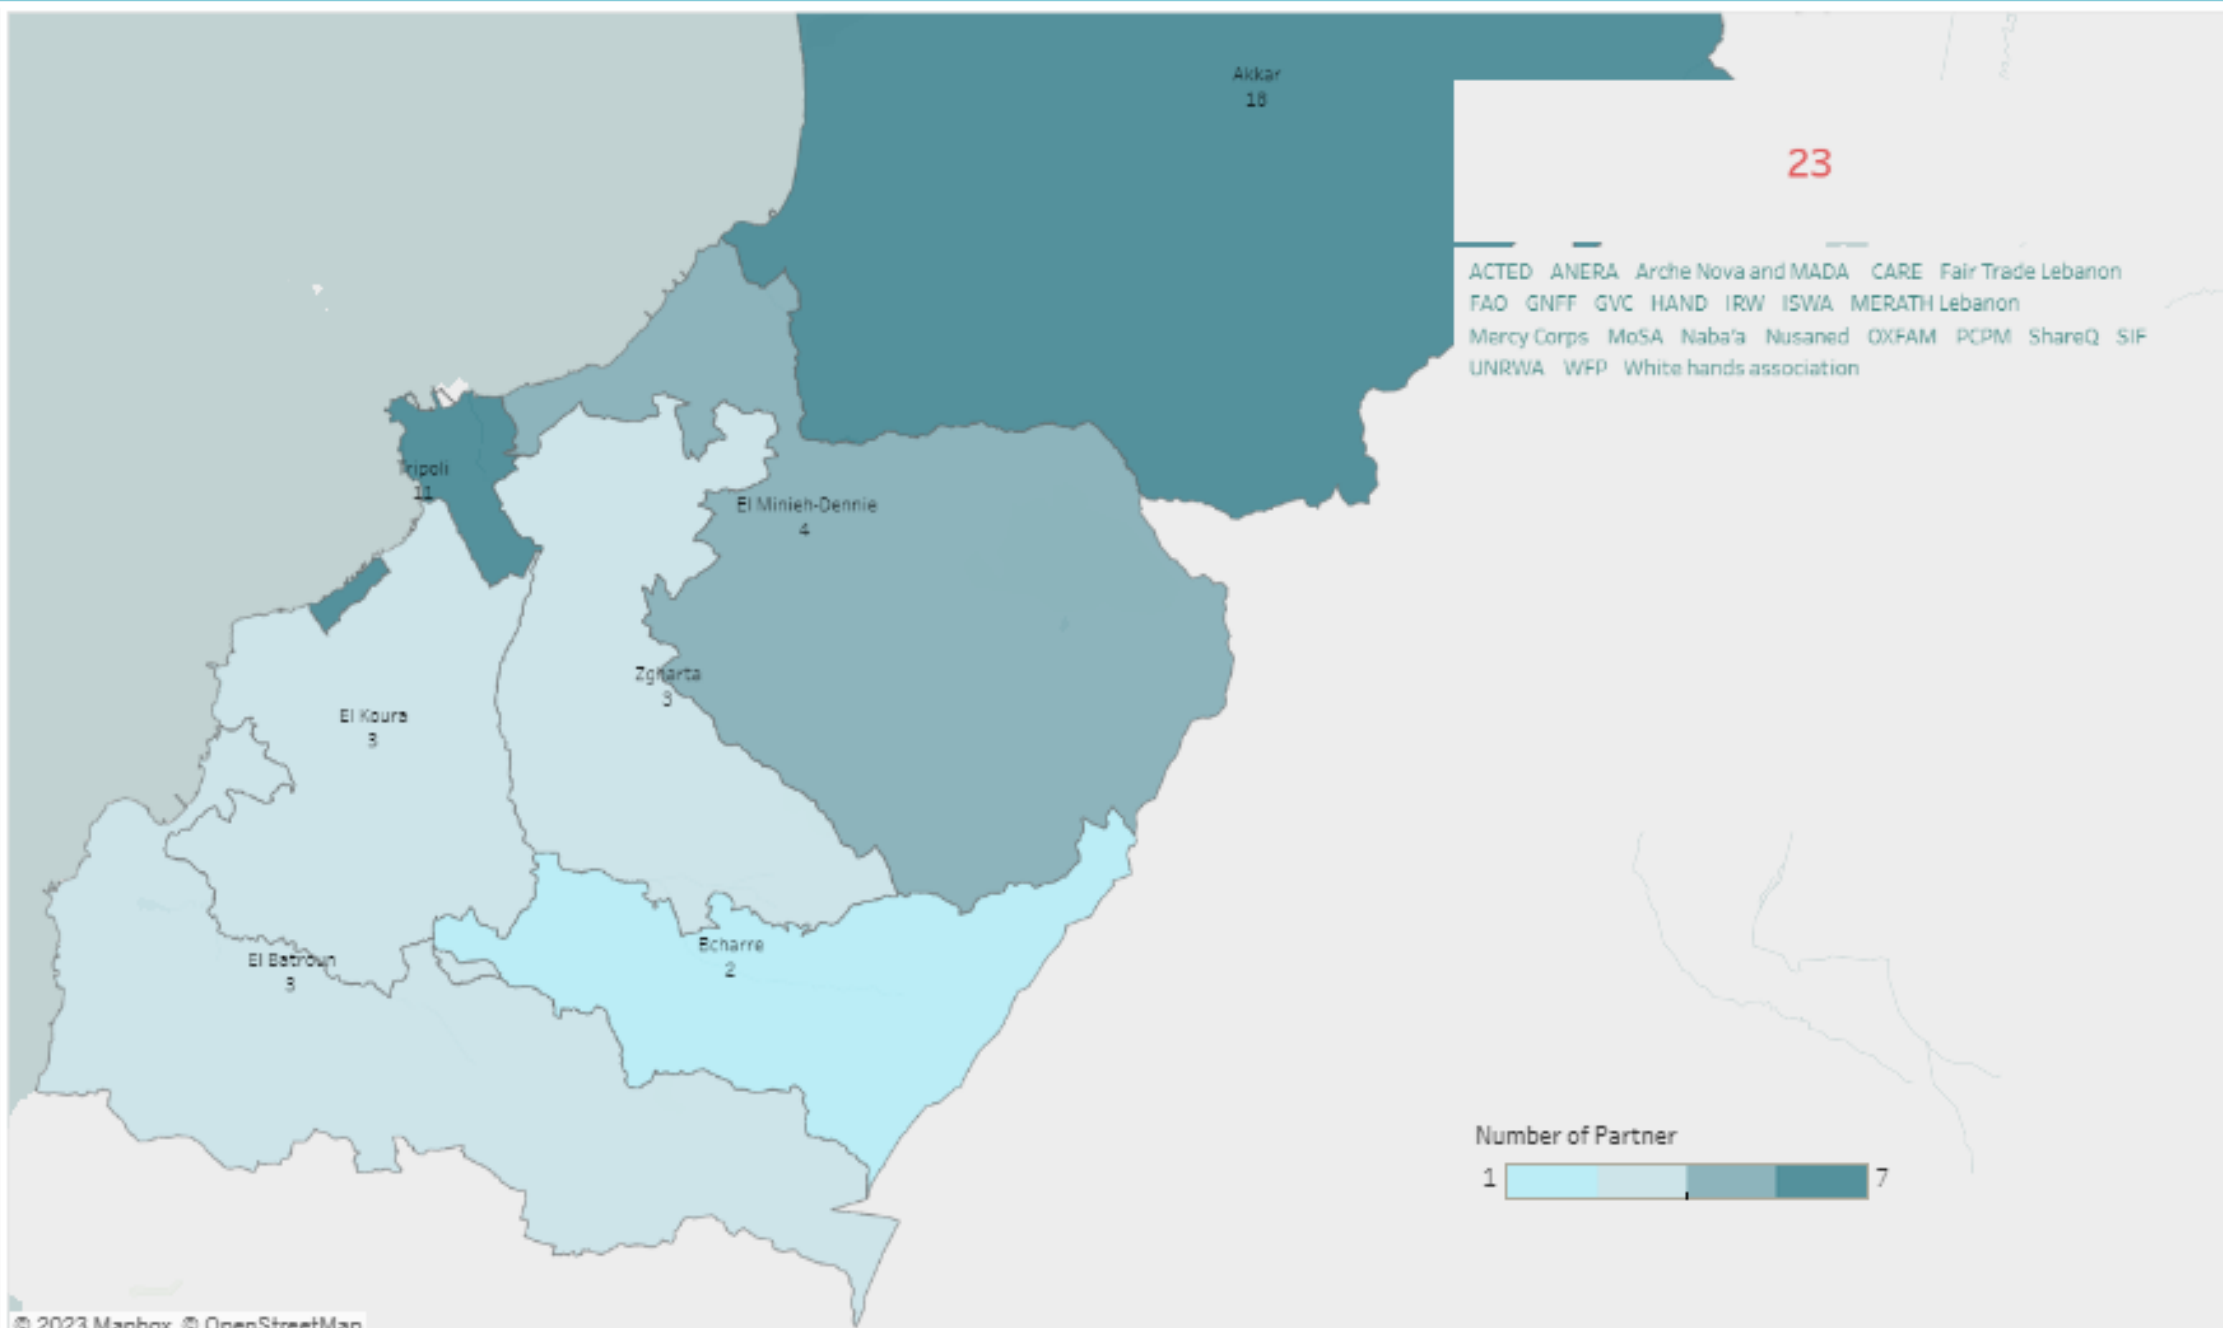 Akkar
18
23
ACTED ANERA Arche Nova and MADA CARE Fair Trade Lebanon
FAO GNFF GVC HAND IRW ISWA MERATH Lebanon
Mercy Corps MoSA Naba'a Nusaned OXFAM PCPM ShareQ SIF
UNRWA WFP White hands association
Tripoli
11
El Minieh-Dennie
4
Zgharta
3
El Koura
3
Bcharre
2
El Batroun
3
Number of Partner
1 7
© 2023 Mapbox © OpenStreetMap